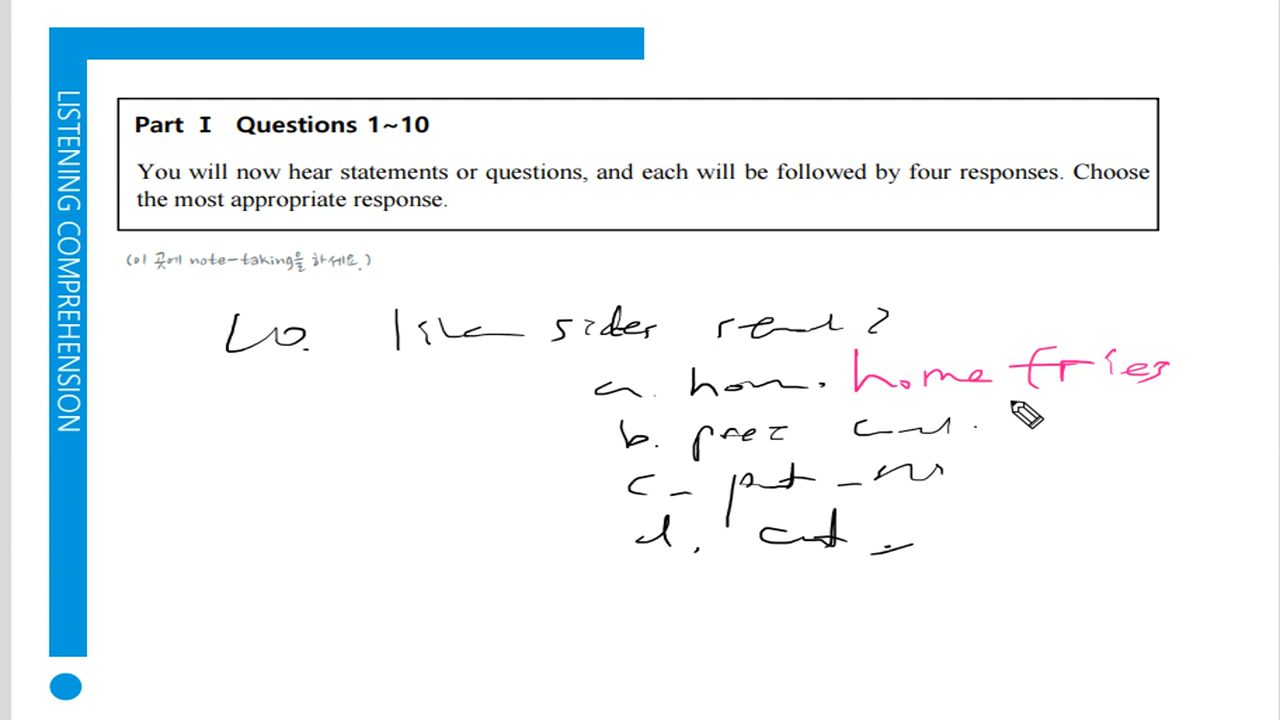 LISTENING COMPREHENSION
Part I Questions 1~10
You will now hear statements or questions, and each will be followed by four responses. Choose
the most appropriate response.
(이 곳에 note-taking을 하세요.)
like sides ?
a. home fries
b.
c - put -
d. cut -